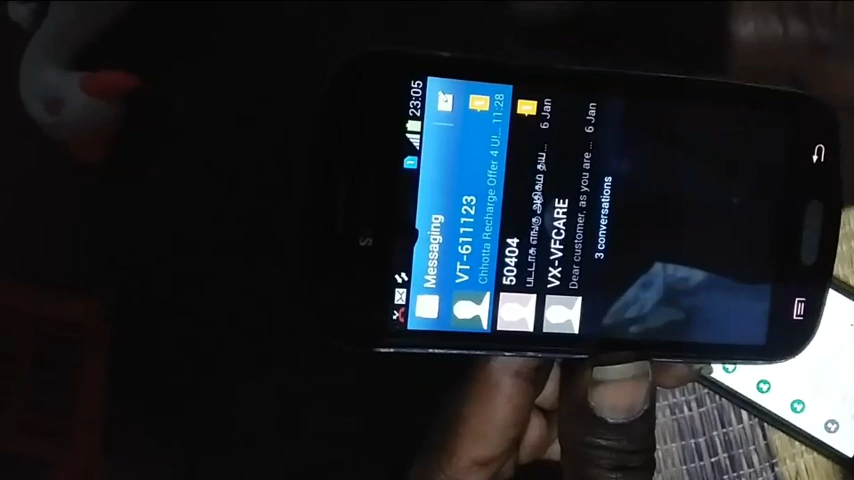 23:05
Messaging
VT-611123
Chhotta Recharge Offer 4 U!... 11:28
50404
6 Jan
VX-VFCARE
Dear customer, as you are ... 6 Jan
3 conversations